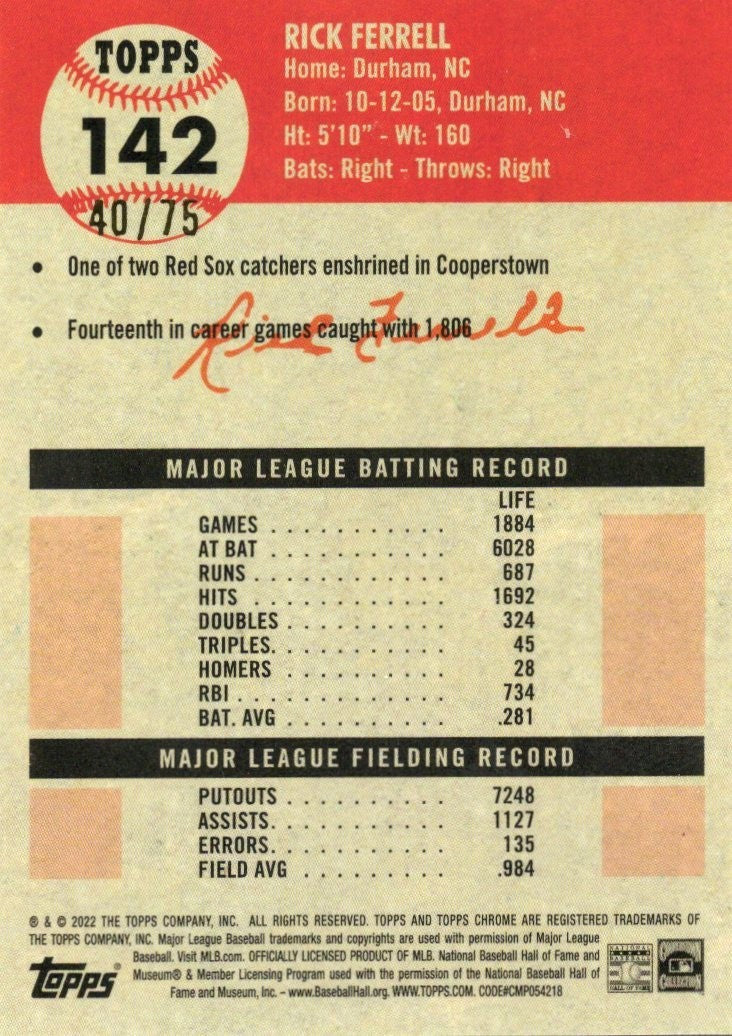 TOPPS
142
40/75
RICK FERRELL
Home: Durham, NC
Born: 10-12-05, Durham, NC
Ht: 5'10" - Wt: 160
Bats: Right - Throws: Right
• One of two Red Sox catchers enshrined in Cooperstown
• Fourteenth in career games caught with 1,806
Rick Ferrell
MAJOR LEAGUE BATTING RECORD
LIFE
GAMES . . . . . . . . . . . 1884
AT BAT . . . . . . . . . . . 6028
RUNS . . . . . . . . . . . . 687
HITS . . . . . . . . . . . . 1692
DOUBLES . . . . . . . . . . 324
TRIPLES. . . . . . . . . . . 45
HOMERS . . . . . . . . . . . 28
RBI . . . . . . . . . . . . . 734
BAT. AVG . . . . . . . . . . .281
MAJOR LEAGUE FIELDING RECORD
PUTOUTS . . . . . . . . . . 7248
ASSISTS. . . . . . . . . . . 1127
ERRORS. . . . . . . . . . . 135
FIELD AVG . . . . . . . . . .984
® & © 2022 THE TOPPS COMPANY, INC. ALL RIGHTS RESERVED. TOPPS AND TOPPS CHROME ARE REGISTERED TRADEMARKS OF
THE TOPPS COMPANY, INC. Major League Baseball trademarks and copyrights are used with permission of Major League
Baseball. Visit MLB.com. OFFICIALLY LICENSED PRODUCT OF MLB. National Baseball Hall of Fame and
Museum® & Member Licensing Program used with the permission of the National Baseball Hall of
Fame and Museum, Inc. – www.BaseballHall.org. WWW.TOPPS.COM. CODE#CMP054218
Topps®
NATIONAL
BASEBALL
HALL OF FAME
COLLECTION